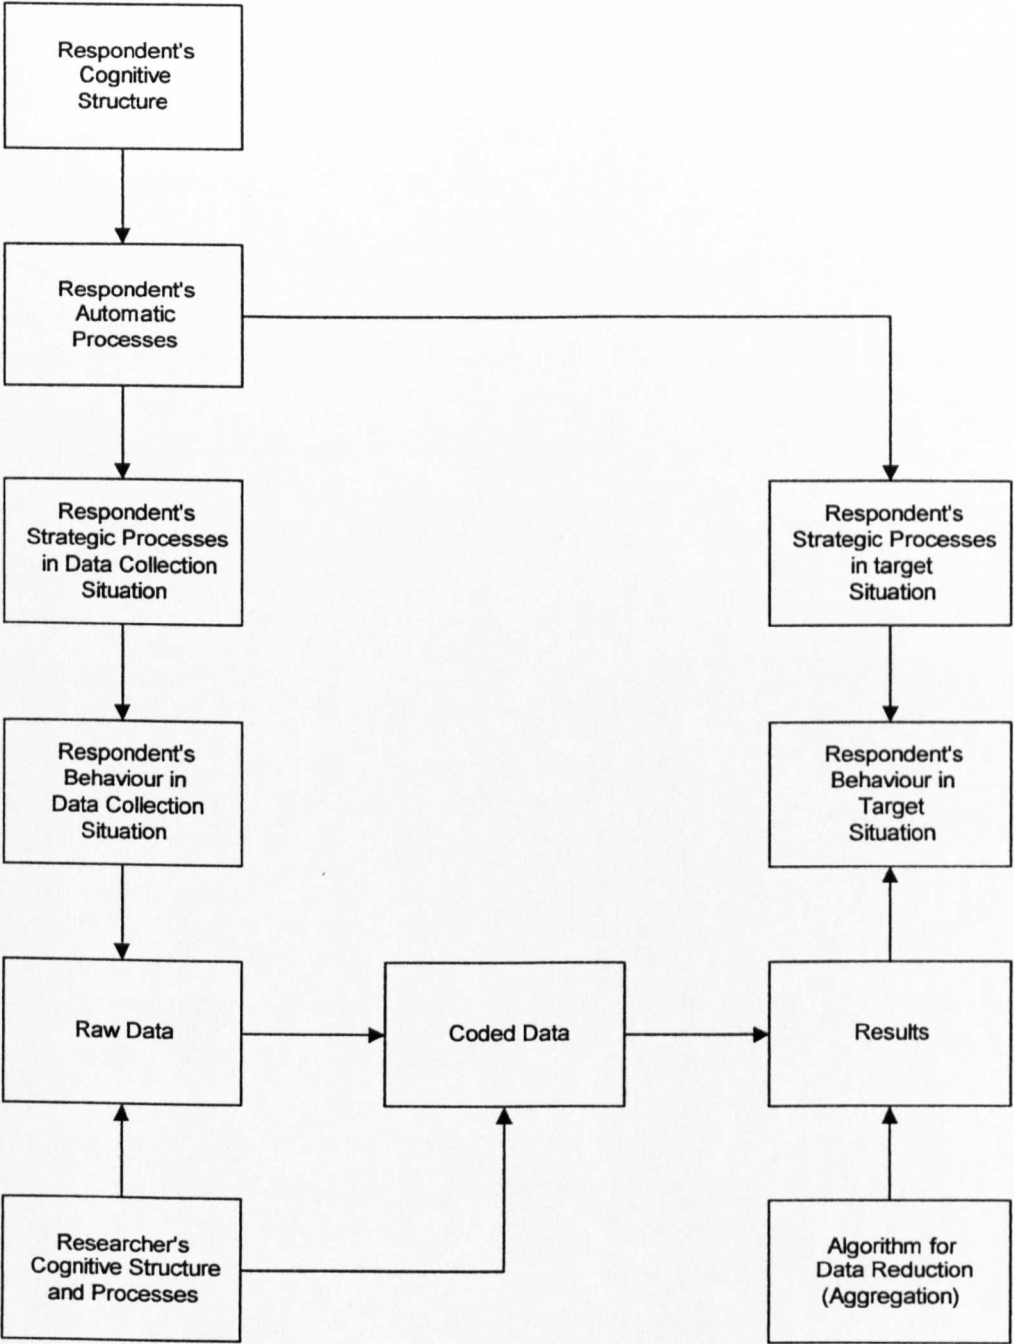 Respondent's
Cognitive
Structure
Respondent's
Automatic
Processes
Respondent's
Strategic Processes
in Data Collection
Situation
Respondent's
Strategic Processes
in target
Situation
Respondent's
Behaviour in
Data Collection
Situation
Respondent's
Behaviour in
Target
Situation
Raw Data
Coded Data
Results
Researcher's
Cognitive Structure
and Processes
Algorithm for
Data Reduction
(Aggregation)